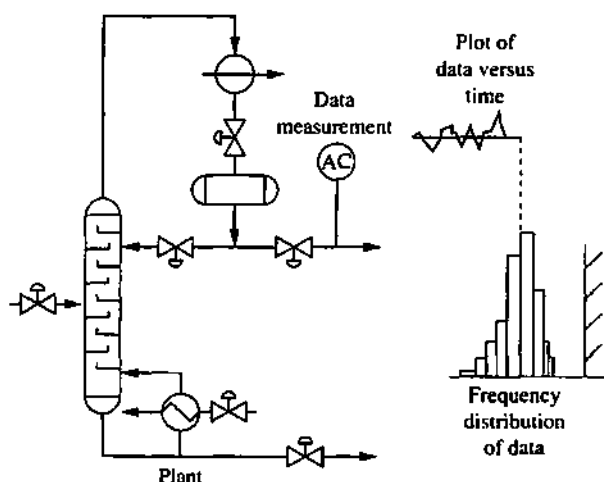 Plot of
data versus
time
Data
measurement
AC
Frequency
distribution
of data
Plant